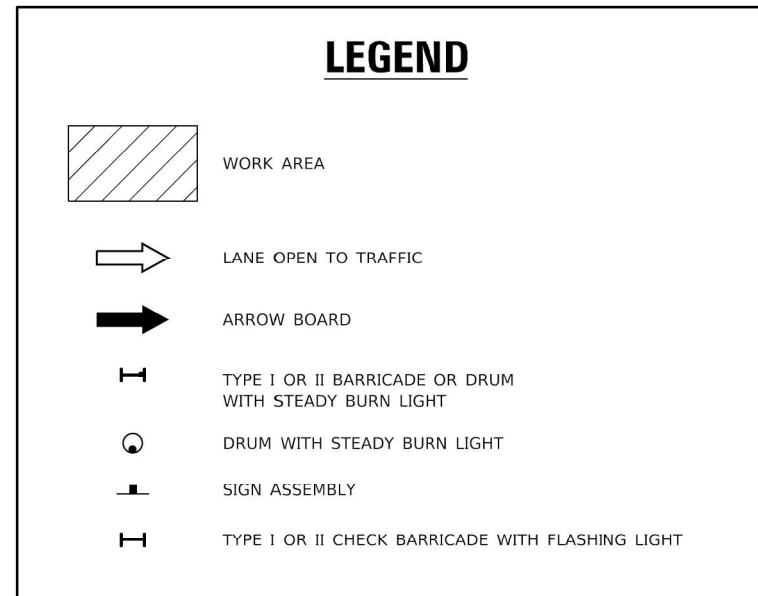 LEGEND
WORK AREA
LANE OPEN TO TRAFFIC
ARROW BOARD
TYPE I OR II BARRICADE OR DRUM
WITH STEADY BURN LIGHT
DRUM WITH STEADY BURN LIGHT
SIGN ASSEMBLY
TYPE I OR II CHECK BARRICADE WITH FLASHING LIGHT